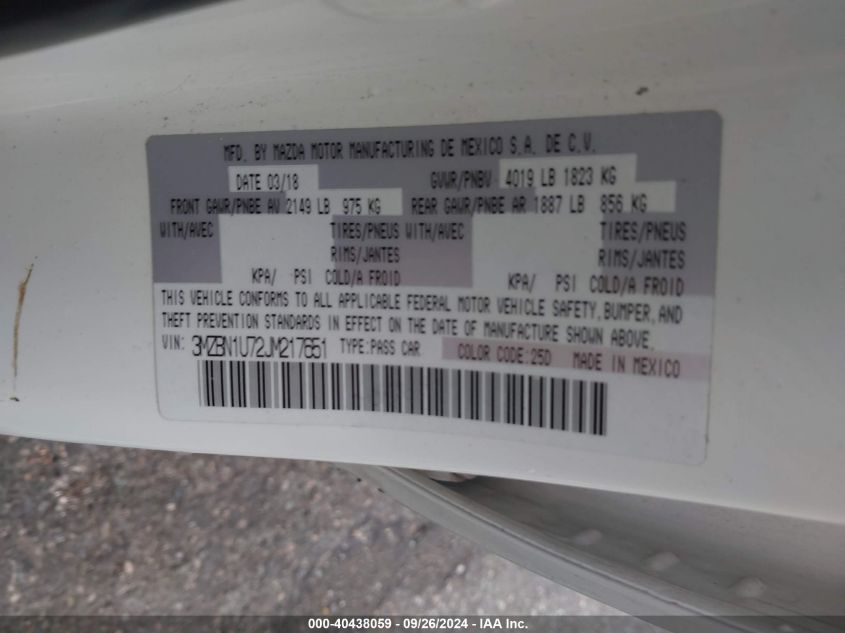 MFD. BY MAZDA MOTOR MANUFACTURING DE MEXICO S.A. DE C.V.
DATE 03/18 GVWR/PNBV 4019 LB 1823 KG
FRONT GAWR/PNBE AV 2149 LB 975 KG REAR GAWR/PNBE AR 1887 LB 856 KG
WITH/AVEC TIRES/PNEUS WITH/AVEC TIRES/PNEUS
RIMS/JANTES RIMS/JANTES
KPA/ PSI COLD/A FROID KPA/ PSI COLD/A FROID
THIS VEHICLE CONFORMS TO ALL APPLICABLE FEDERAL MOTOR VEHICLE SAFETY, BUMPER, AND
THEFT PREVENTION STANDARDS IN EFFECT ON THE DATE OF MANUFACTURE SHOWN ABOVE.
VIN: 3MZBN1U72JM217651 TYPE:PASS CAR COLOR CODE:25D MADE IN MEXICO
000-40438059 - 09/26/2024 - IAA Inc.